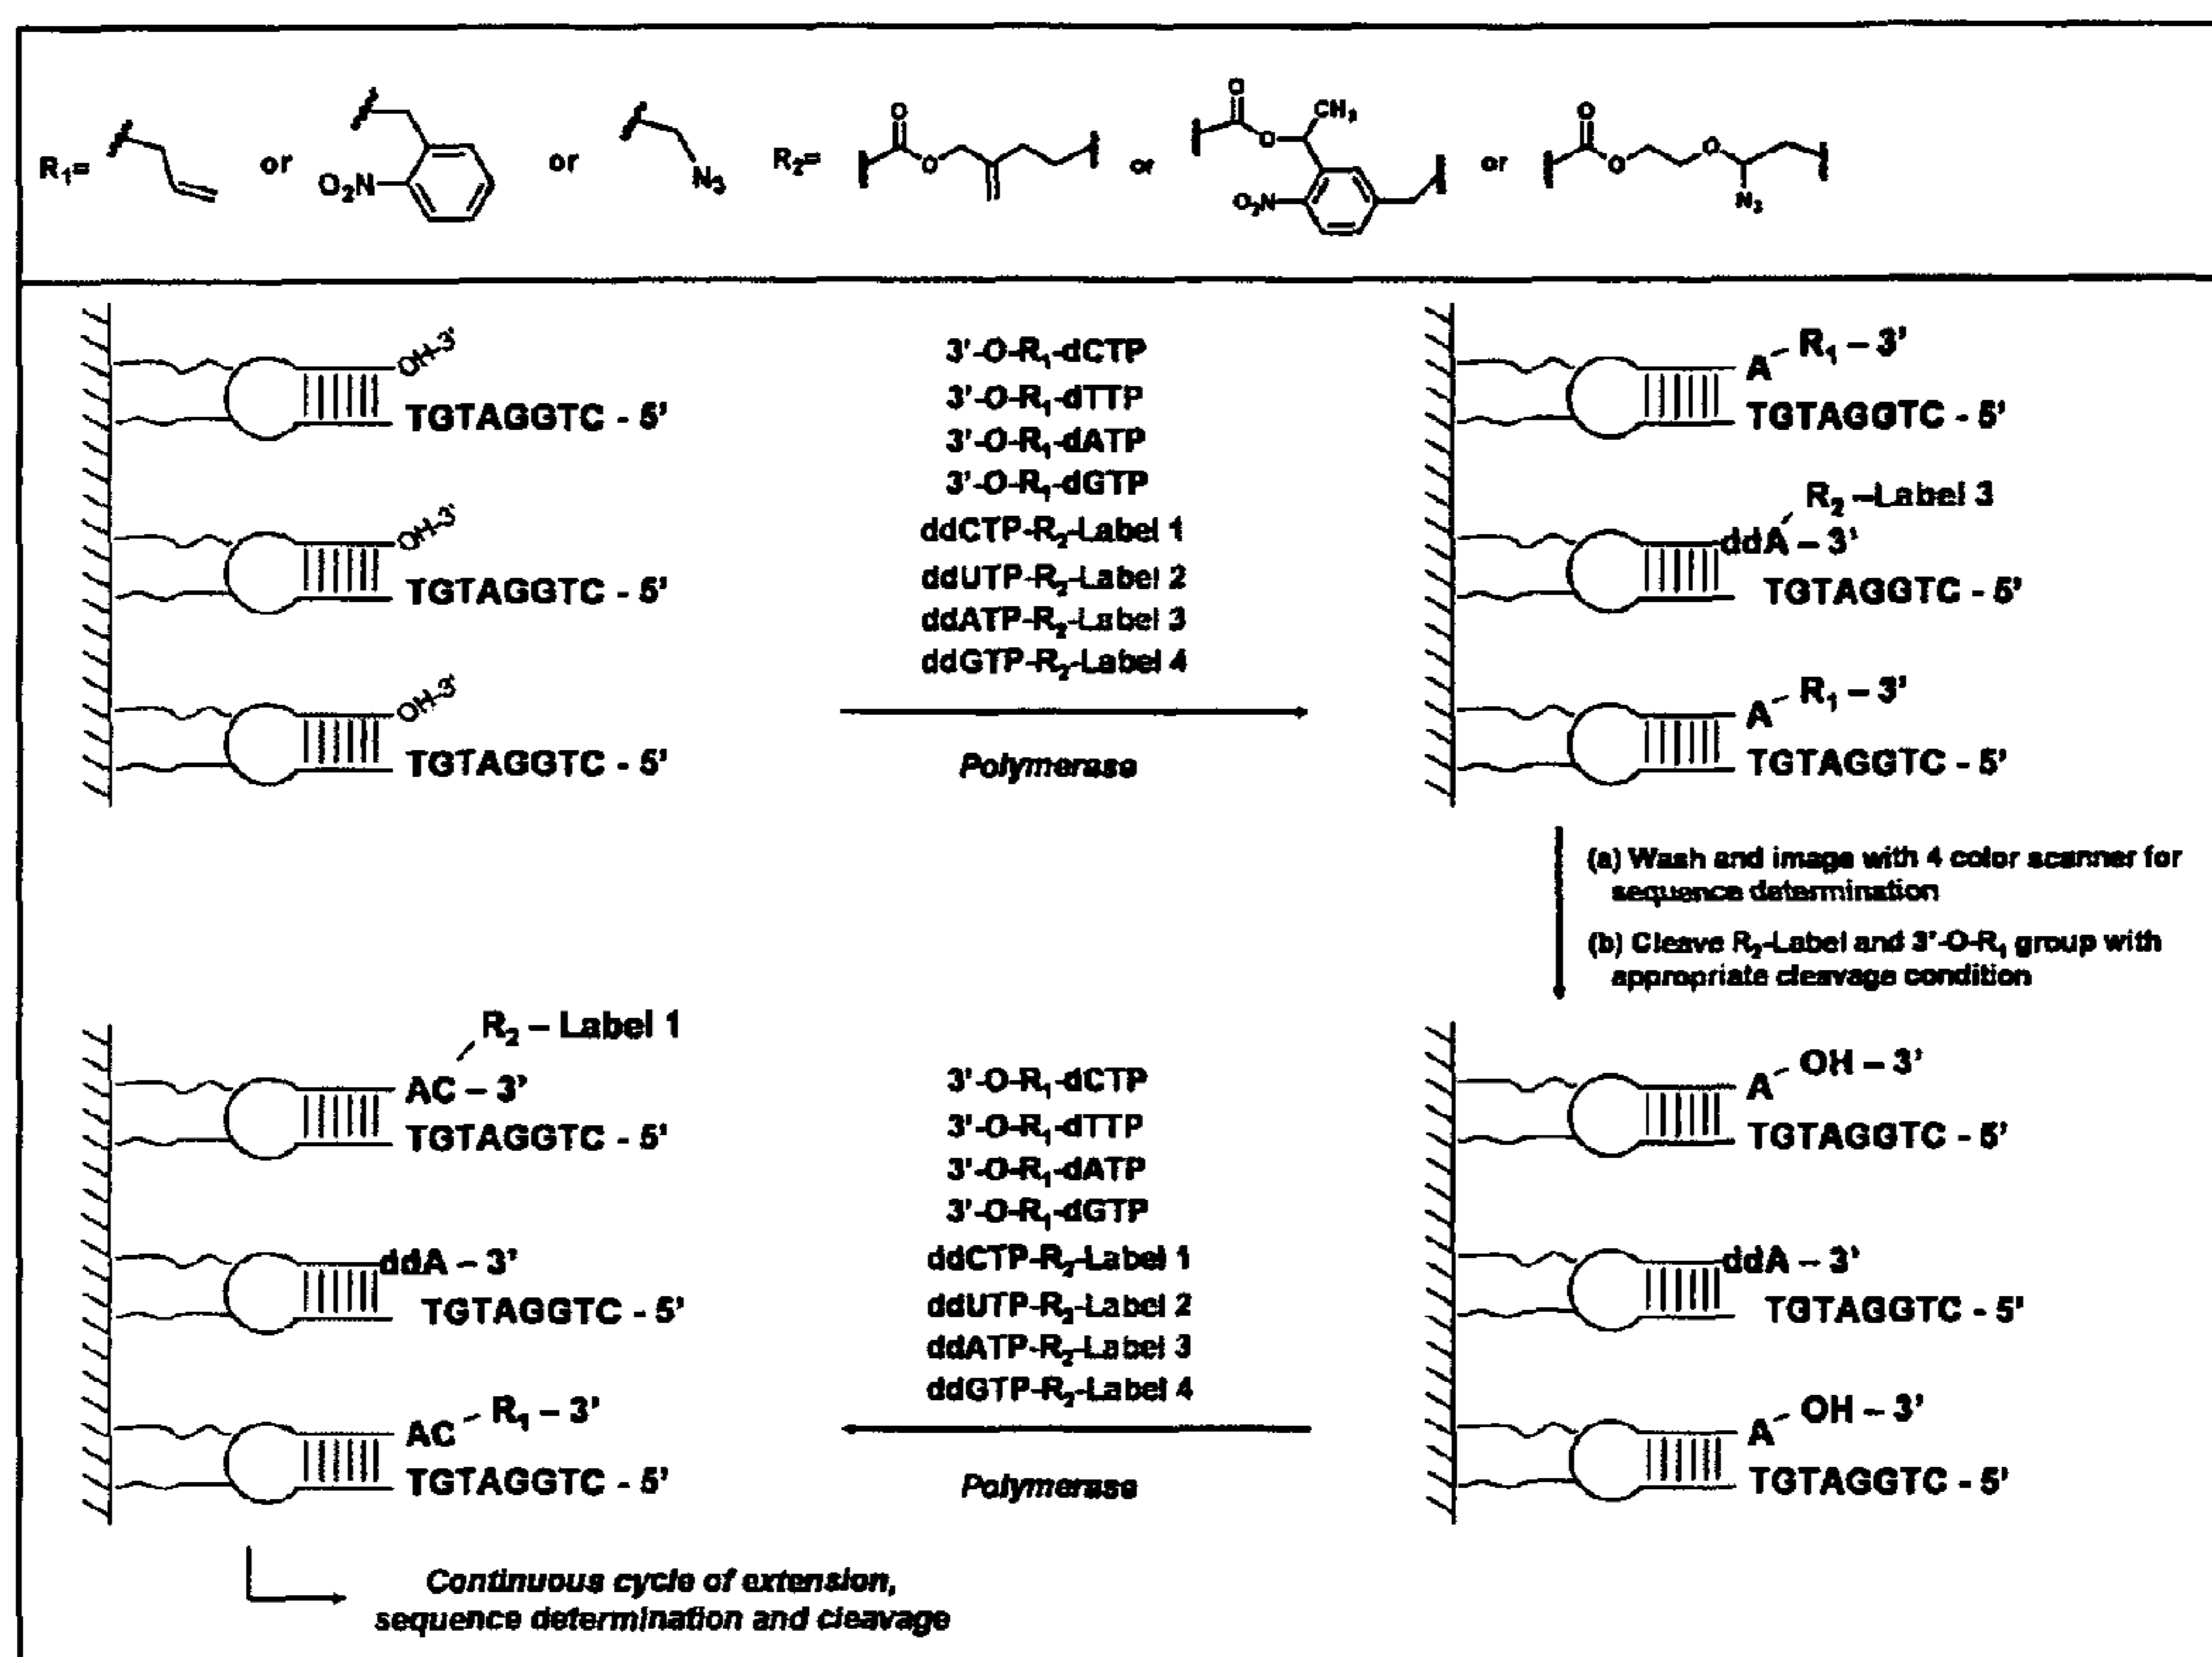 R₁= or O₂N or N₃ R₂= O O or O O CH₃ O₂N or O O O N₃
OH-3'
TGTAGGTC - 5'
OH-3'
TGTAGGTC - 5'
OH-3'
TGTAGGTC - 5'
3'-O-R₁-dCTP
3'-O-R₁-dTTP
3'-O-R₁-dATP
3'-O-R₁-dGTP
ddCTP-R₂-Label 1
ddUTP-R₂-Label 2
ddATP-R₂-Label 3
ddGTP-R₂-Label 4
Polymerase
A R₁ – 3'
TGTAGGTC - 5'
R₂ –Label 3
ddA – 3'
TGTAGGTC - 5'
A R₁ – 3'
TGTAGGTC - 5'
(a) Wash and image with 4 color scanner for
sequence determination
(b) Cleave R₂-Label and 3'-O-R₁ group with
appropriate cleavage condition
A OH – 3'
TGTAGGTC - 5'
ddA – 3'
TGTAGGTC - 5'
A OH – 3'
TGTAGGTC - 5'
3'-O-R₁-dCTP
3'-O-R₁-dTTP
3'-O-R₁-dATP
3'-O-R₁-dGTP
ddCTP-R₂-Label 1
ddUTP-R₂-Label 2
ddATP-R₂-Label 3
ddGTP-R₂-Label 4
Polymerase
R₂ – Label 1
AC – 3'
TGTAGGTC - 5'
ddA – 3'
TGTAGGTC - 5'
AC R₁ – 3'
TGTAGGTC - 5'
Continuous cycle of extension,
sequence determination and cleavage